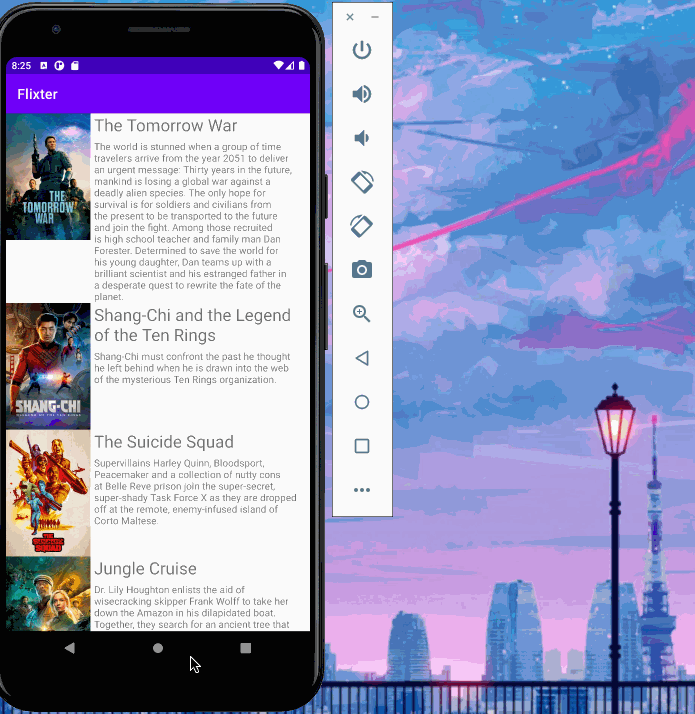 8:25
Flixter
The Tomorrow War
The world is stunned when a group of time
travelers arrive from the year 2051 to deliver
an urgent message: Thirty years in the future,
mankind is losing a global war against a
deadly alien species. The only hope for
survival is for soldiers and civilians from
the present to be transported to the future
and join the fight. Among those recruited
is high school teacher and family man Dan
Forester. Determined to save the world for
his young daughter, Dan teams up with a
brilliant scientist and his estranged father in
a desperate quest to rewrite the fate of the
planet.
THE
TOMORROW
WAR
Shang-Chi and the Legend
of the Ten Rings
Shang-Chi must confront the past he thought
he left behind when he is drawn into the web
of the mysterious Ten Rings organization.
SHANG-CHI
The Suicide Squad
Supervillains Harley Quinn, Bloodsport,
Peacemaker and a collection of nutty cons
at Belle Reve prison join the super-secret,
super-shady Task Force X as they are dropped
off at the remote, enemy-infused island of
Corto Maltese.
Jungle Cruise
Dr. Lily Houghton enlists the aid of
wisecracking skipper Frank Wolff to take her
down the Amazon in his dilapidated boat.
Together, they search for an ancient tree that